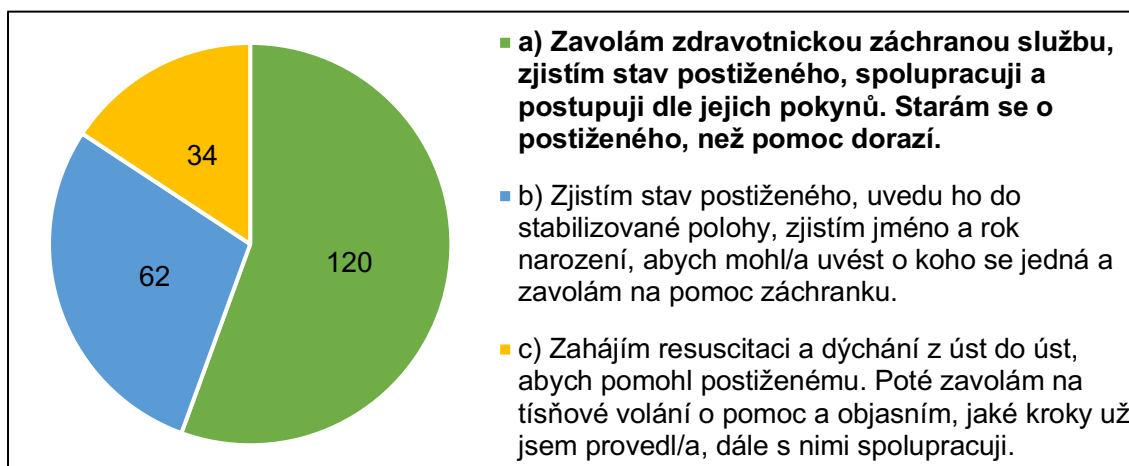 a) Zavolám zdravotnickou záchranou službu,
zjistím stav postiženého, spolupracuji a
postupuji dle jejich pokynů. Starám se o
postiženého, než pomoc dorazí.
b) Zjistím stav postiženého, uvedu ho do
stabilizované polohy, zjistím jméno a rok
narození, abych mohl/a uvést o koho se jedná a
zavolám na pomoc záchranku.
c) Zahájím resuscitaci a dýchání z úst do úst,
abych pomohl postiženému. Poté zavolám na
tísňové volání o pomoc a objasním, jaké kroky už
jsem provedl/a, dále s nimi spolupracuji.
34
62
120